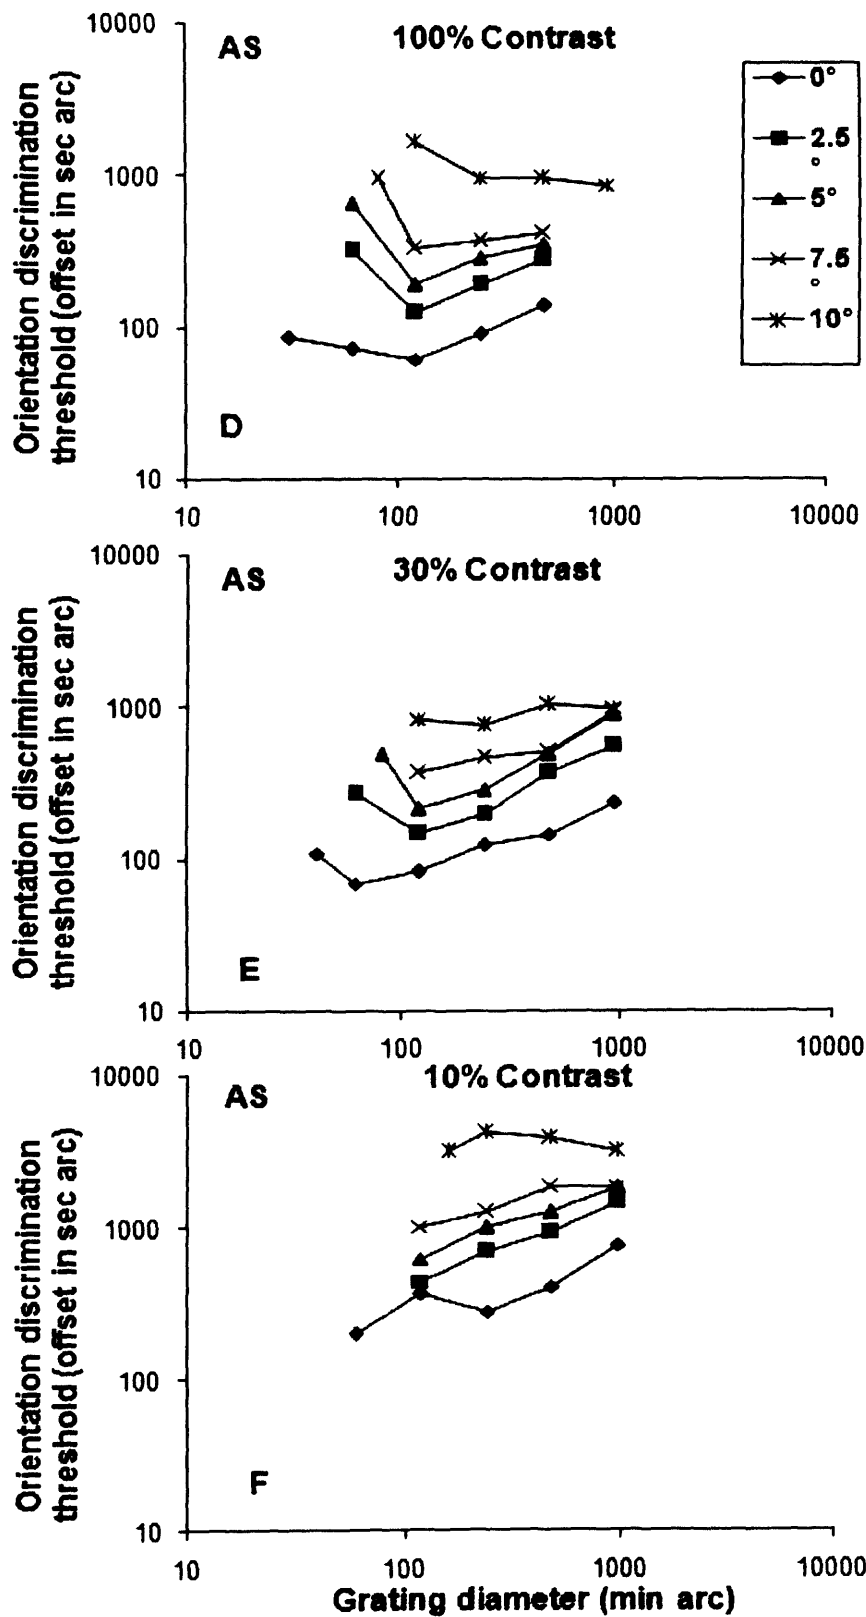 10000
AS
100% Contrast
Orientation discrimination
threshold (offset in sec arc)
1000
100
10
D
10
100
1000
10000
0°
2.5
°
5°
7.5
°
10°
10000
AS
30% Contrast
Orientation discrimination
threshold (offset in sec arc)
1000
100
10
E
10
100
1000
10000
10000
AS
10% Contrast
Orientation discrimination
threshold (offset in sec arc)
1000
100
10
F
10
100
1000
10000
Grating diameter (min arc)